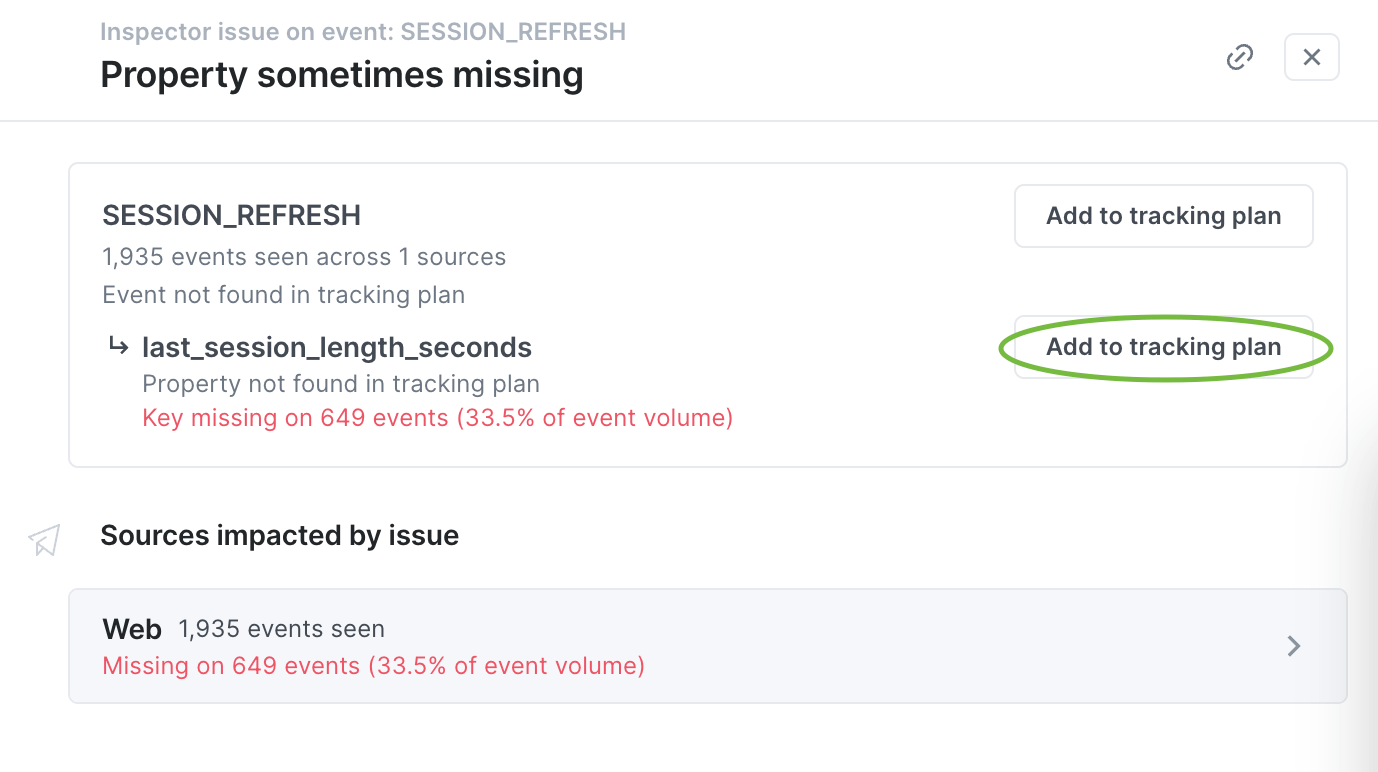 Inspector issue on event: SESSION_REFRESH
Property sometimes missing
SESSION_REFRESH
Add to tracking plan
1,935 events seen across 1 sources
Event not found in tracking plan
last_session_length_seconds
Add to tracking plan
Property not found in tracking plan
Key missing on 649 events (33.5% of event volume)
Sources impacted by issue
Web 1,935 events seen
Missing on 649 events (33.5% of event volume)